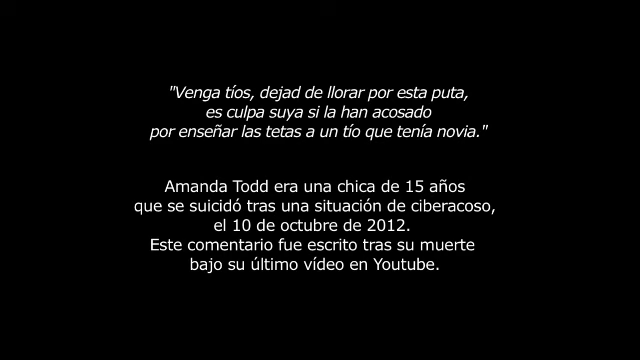 "Venga tíos, dejad de llorar por esta puta,
es culpa suya si la han acosado
por enseñar las tetas a un tío que tenía novia."
Amanda Todd era una chica de 15 años
que se suicidó tras una situación de ciberacoso,
el 10 de octubre de 2012.
Este comentario fue escrito tras su muerte
bajo su último vídeo en Youtube.